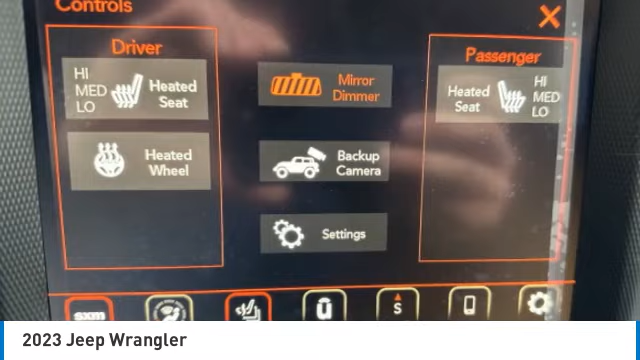 Controls
Driver
HI
MED
LO
Heated
Seat
Heated
Wheel
Mirror
Dimmer
Backup
Camera
Settings
Passenger
Heated
Seat
HI
MED
LO
sxm
S
2023 Jeep Wrangler